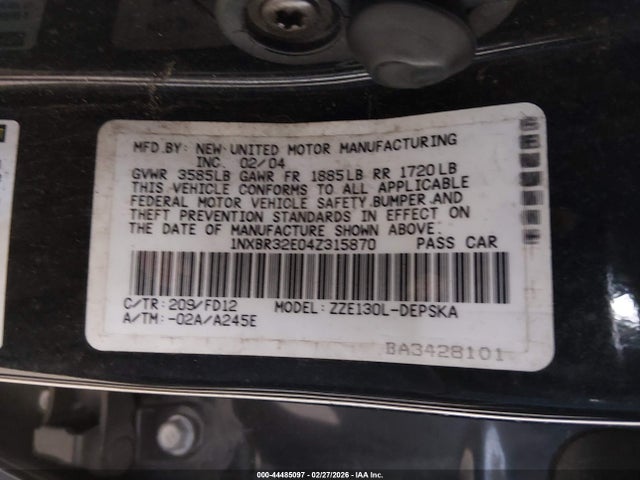 MFD.BY: NEW UNITED MOTOR MANUFACTURING
INC. 02/04
GVWR 3585LB GAWR FR 1885LB RR 1720LB
THIS VEHICLE CONFORMS TO ALL APPLICABLE
FEDERAL MOTOR VEHICLE SAFETY,BUMPER,AND
THEFT PREVENTION STANDARDS IN EFFECT ON
THE DATE OF MANUFACTURE SHOWN ABOVE.
1NXBR32E04Z315870 PASS CAR
C/TR:209/FD12 MODEL:ZZE130L-DEPSKA
A/TM:-02A/A245E
BA3428101
000-44485097 - 02/27/2026 - IAA Inc.